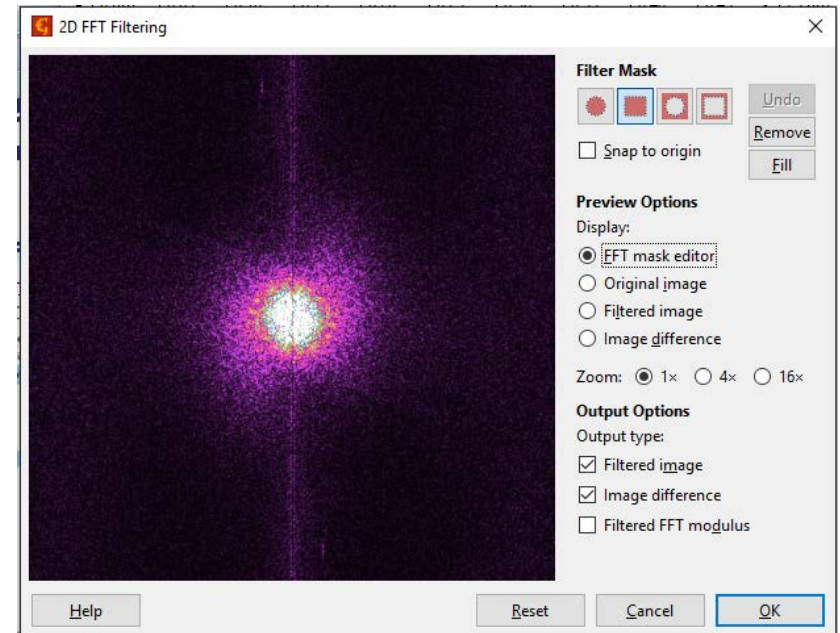 2D FFT Filtering
Filter Mask
Undo
Remove
Snap to origin
Fill
Preview Options
Display:
FFT mask editor
Original image
Filtered image
Image difference
Zoom: 1× 4× 16×
Output Options
Output type:
Filtered image
Image difference
Filtered FFT modulus
Help Reset Cancel OK